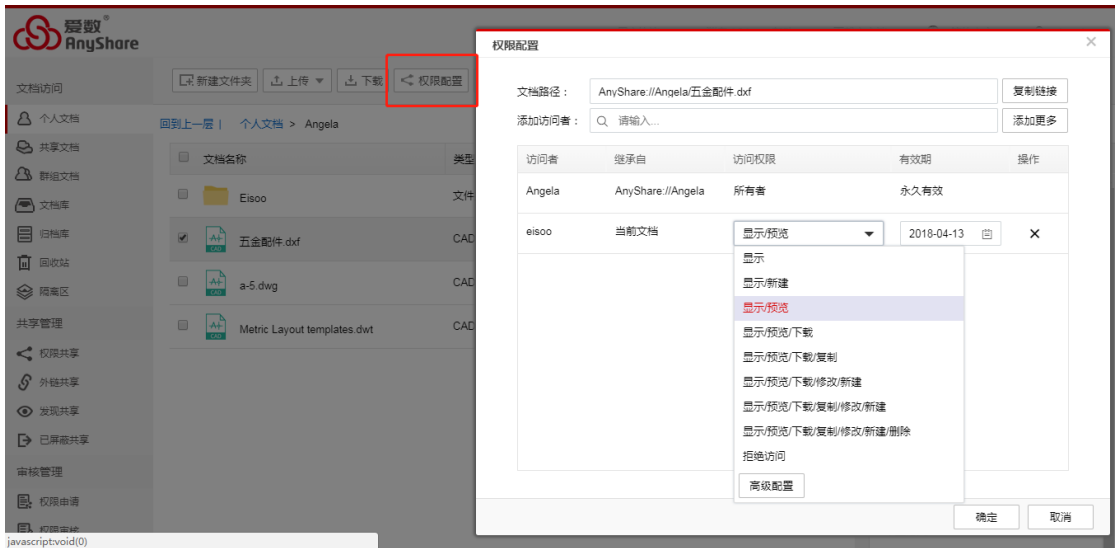 爱数®
AnyShare
文档访问
个人文档
共享文档
群组文档
文档库
归档库
回收站
隔离区
共享管理
权限共享
外链共享
发现共享
已屏蔽共享
审核管理
权限申请
权限审核
javascript:void(0)
新建文件夹 上传 下载 权限配置
回到上一层 | 个人文档 > Angela
文档名称 类型
Eisoo 文件
五金配件.dxf CAD
a-5.dwg CAD
Metric Layout templates.dwt CAD
权限配置
文档路径： AnyShare://Angela/五金配件.dxf 复制链接
添加访问者： 请输入... 添加更多
访问者 继承自 访问权限 有效期 操作
Angela AnyShare://Angela 所有者 永久有效
eisoo 当前文档 显示/预览 2018-04-13
显示
显示/新建
显示/预览
显示/预览/下载
显示/预览/下载/复制
显示/预览/下载/修改/新建
显示/预览/下载/复制/修改/新建
显示/预览/下载/复制/修改/新建/删除
拒绝访问
高级配置
确定 取消